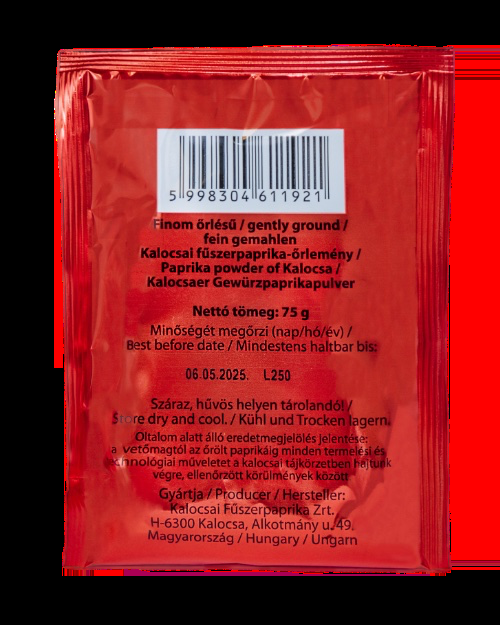 5 998304 611921
Finom őrlésű / gently ground /
fein gemahlen
Kalocsai fűszerpaprika-őrlemény /
Paprika powder of Kalocsa /
Kalocsaer Gewürzpaprikapulver
Nettó tömeg: 75 g
Minőségét megőrzi (nap/hó/év) /
Best before date / Mindestens haltbar bis:
06.05.2025. L250
Száraz, hűvös helyen tárolandó! /
Store dry and cool. / Kühl und Trocken lagern.
Oltalom alatt álló eredetmegjelölés jelentése:
a vetőmagtól az őrölt paprikáig minden termelési és
technológiai műveletet a kalocsai tájkörzetben hajtunk
végre, ellenőrzött körülmények között
Gyártja / Producer / Hersteller:
Kalocsai Fűszerpaprika Zrt.
H-6300 Kalocsa, Alkotmány u. 49.
Magyarország / Hungary / Ungarn